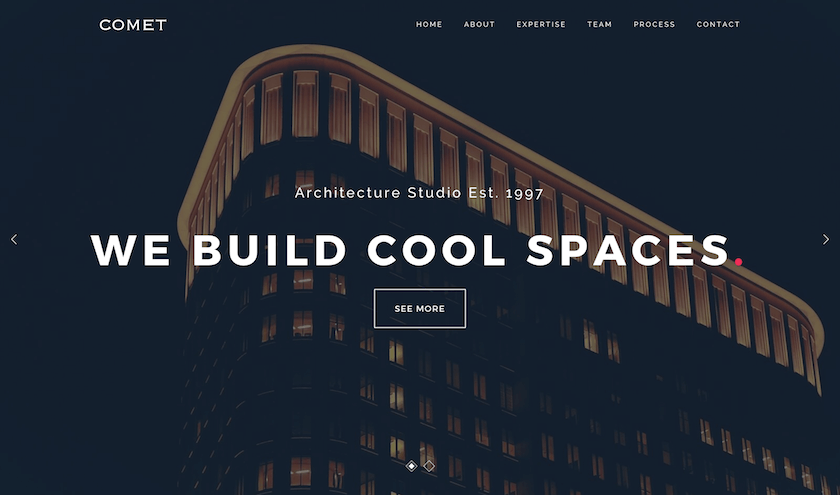 COMET
HOME ABOUT EXPERTISE TEAM PROCESS CONTACT
Architecture Studio Est. 1997
WE BUILD COOL SPACES.
SEE MORE